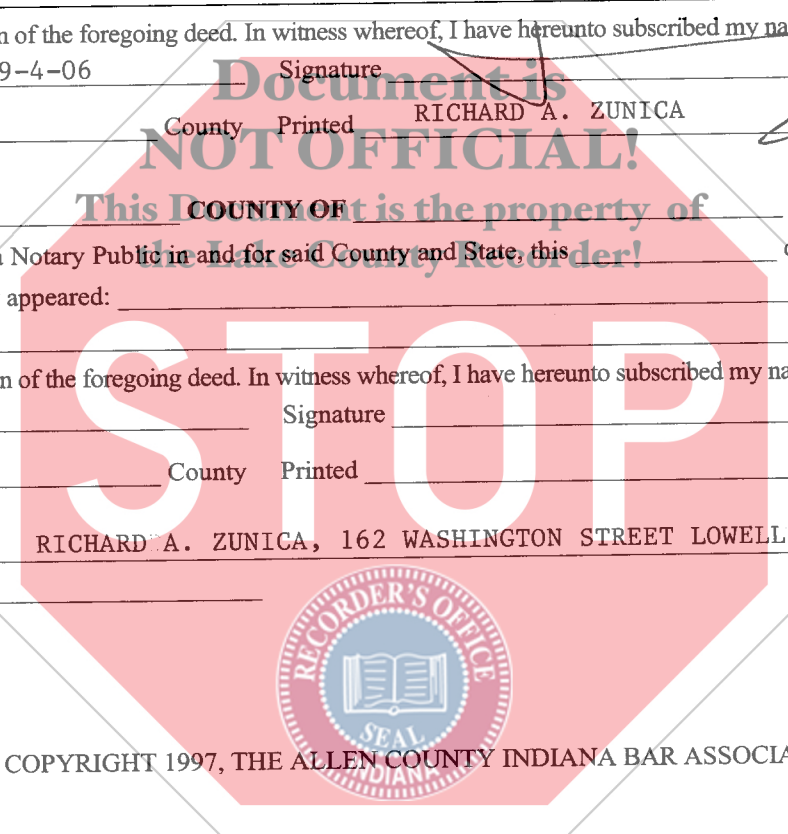 n of the foregoing deed. In witness whereof, I have hereunto subscribed my na
9-4-06 Signature
Document is
County Printed RICHARD A. ZUNICA
NOT OFFICIAL!
This Document is the property of
COUNTY OF
the Lake County Recorder!
Notary Public in and for said County and State, this
appeared:
STOP
n of the foregoing deed. In witness whereof, I have hereunto subscribed my na
Signature
County Printed
RICHARD A. ZUNICA, 162 WASHINGTON STREET LOWELL
RECORDER'S OFFICE
SEAL
INDIANA
COPYRIGHT 1997, THE ALLEN COUNTY INDIANA BAR ASSOCIA